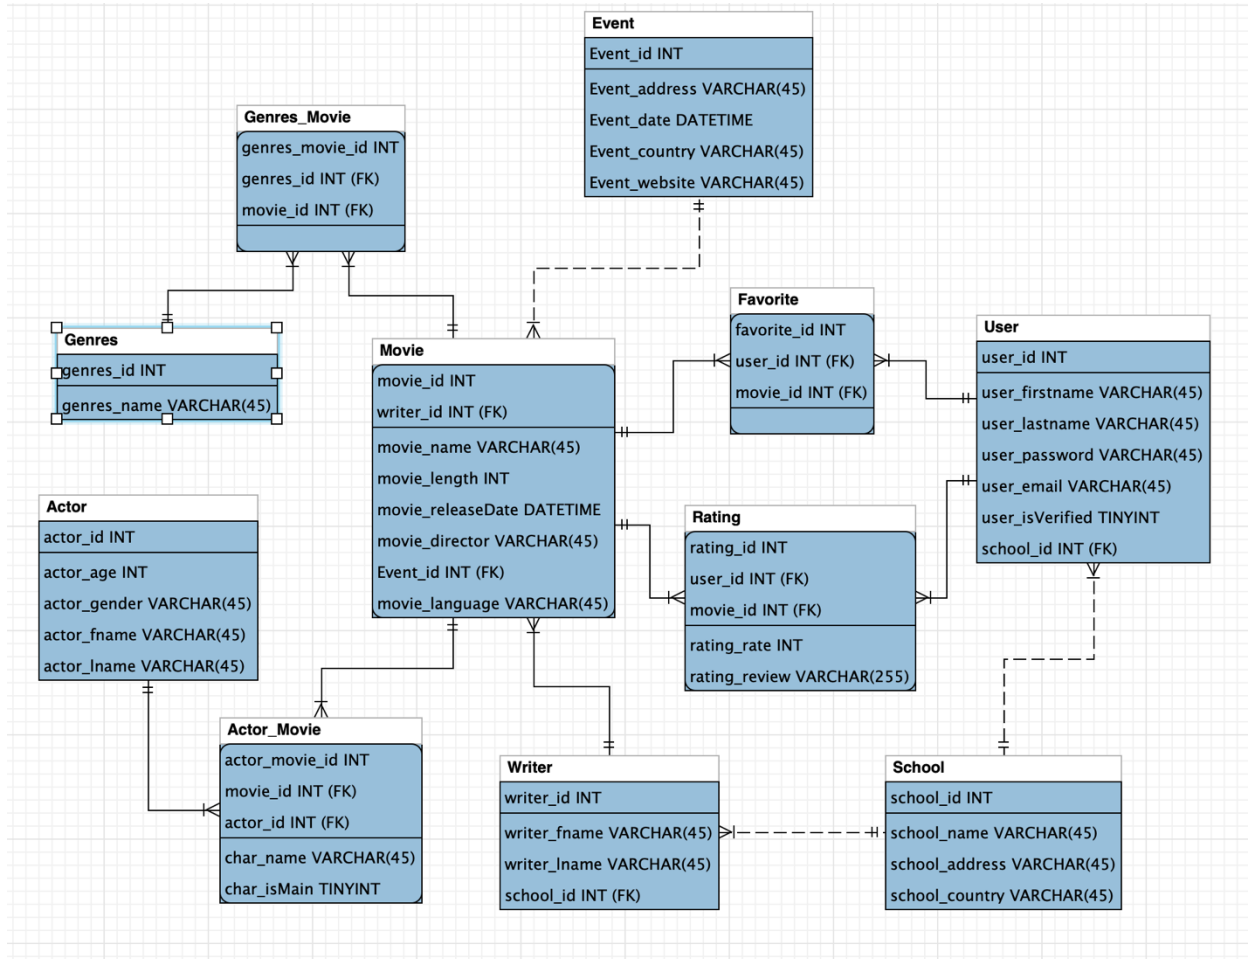 Event
Event_id INT
Event_address VARCHAR(45)
Event_date DATETIME
Event_country VARCHAR(45)
Event_website VARCHAR(45)
Genres_Movie
genres_movie_id INT
genres_id INT (FK)
movie_id INT (FK)
Genres
genres_id INT
genres_name VARCHAR(45)
Movie
movie_id INT
writer_id INT (FK)
movie_name VARCHAR(45)
movie_length INT
movie_releaseDate DATETIME
movie_director VARCHAR(45)
Event_id INT (FK)
movie_language VARCHAR(45)
Favorite
favorite_id INT
user_id INT (FK)
movie_id INT (FK)
User
user_id INT
user_firstname VARCHAR(45)
user_lastname VARCHAR(45)
user_password VARCHAR(45)
user_email VARCHAR(45)
user_isVerified TINYINT
school_id INT (FK)
Actor
actor_id INT
actor_age INT
actor_gender VARCHAR(45)
actor_fname VARCHAR(45)
actor_lname VARCHAR(45)
Rating
rating_id INT
user_id INT (FK)
movie_id INT (FK)
rating_rate INT
rating_review VARCHAR(255)
Actor_Movie
actor_movie_id INT
movie_id INT (FK)
actor_id INT (FK)
char_name VARCHAR(45)
char_isMain TINYINT
Writer
writer_id INT
writer_fname VARCHAR(45)
writer_lname VARCHAR(45)
school_id INT (FK)
School
school_id INT
school_name VARCHAR(45)
school_address VARCHAR(45)
school_country VARCHAR(45)